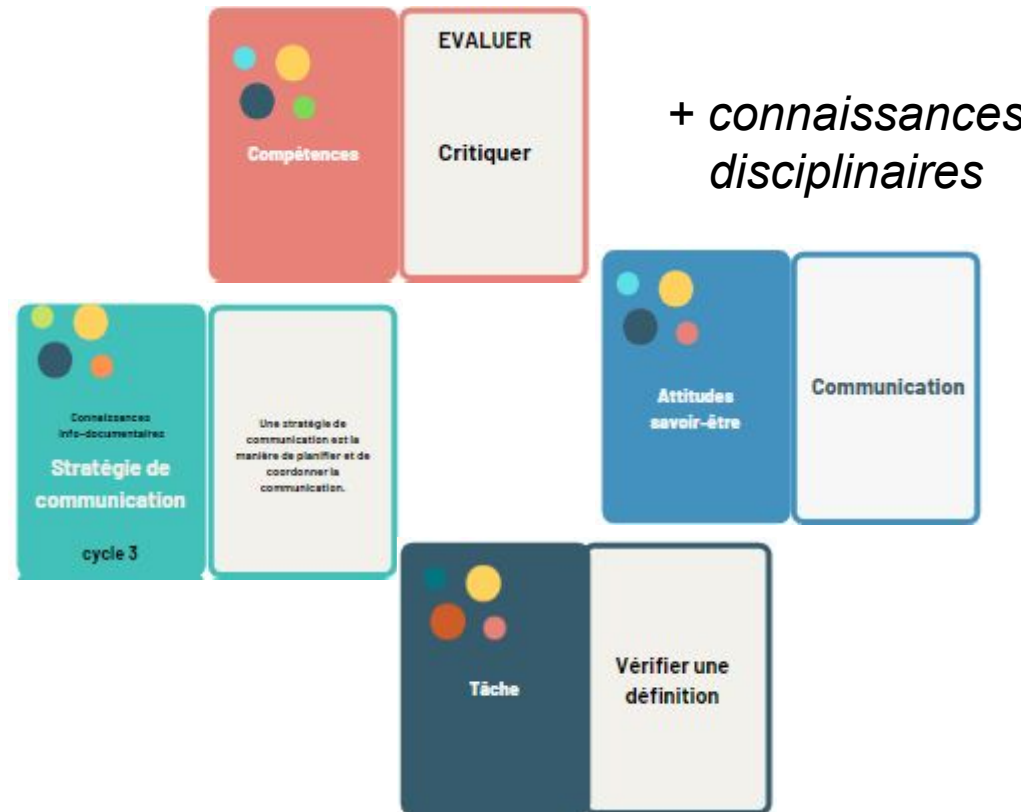 EVALUER
Compétences
Critiquer
+ connaissances
disciplinaires
Attitudes
savoir-être
Communication
Connaissances
info-documentaires
Stratégie de
communication
cycle 3
Une stratégie de
communication est la
manière de planifier et de
coordonner la
communication.
Tâche
Vérifier une
définition